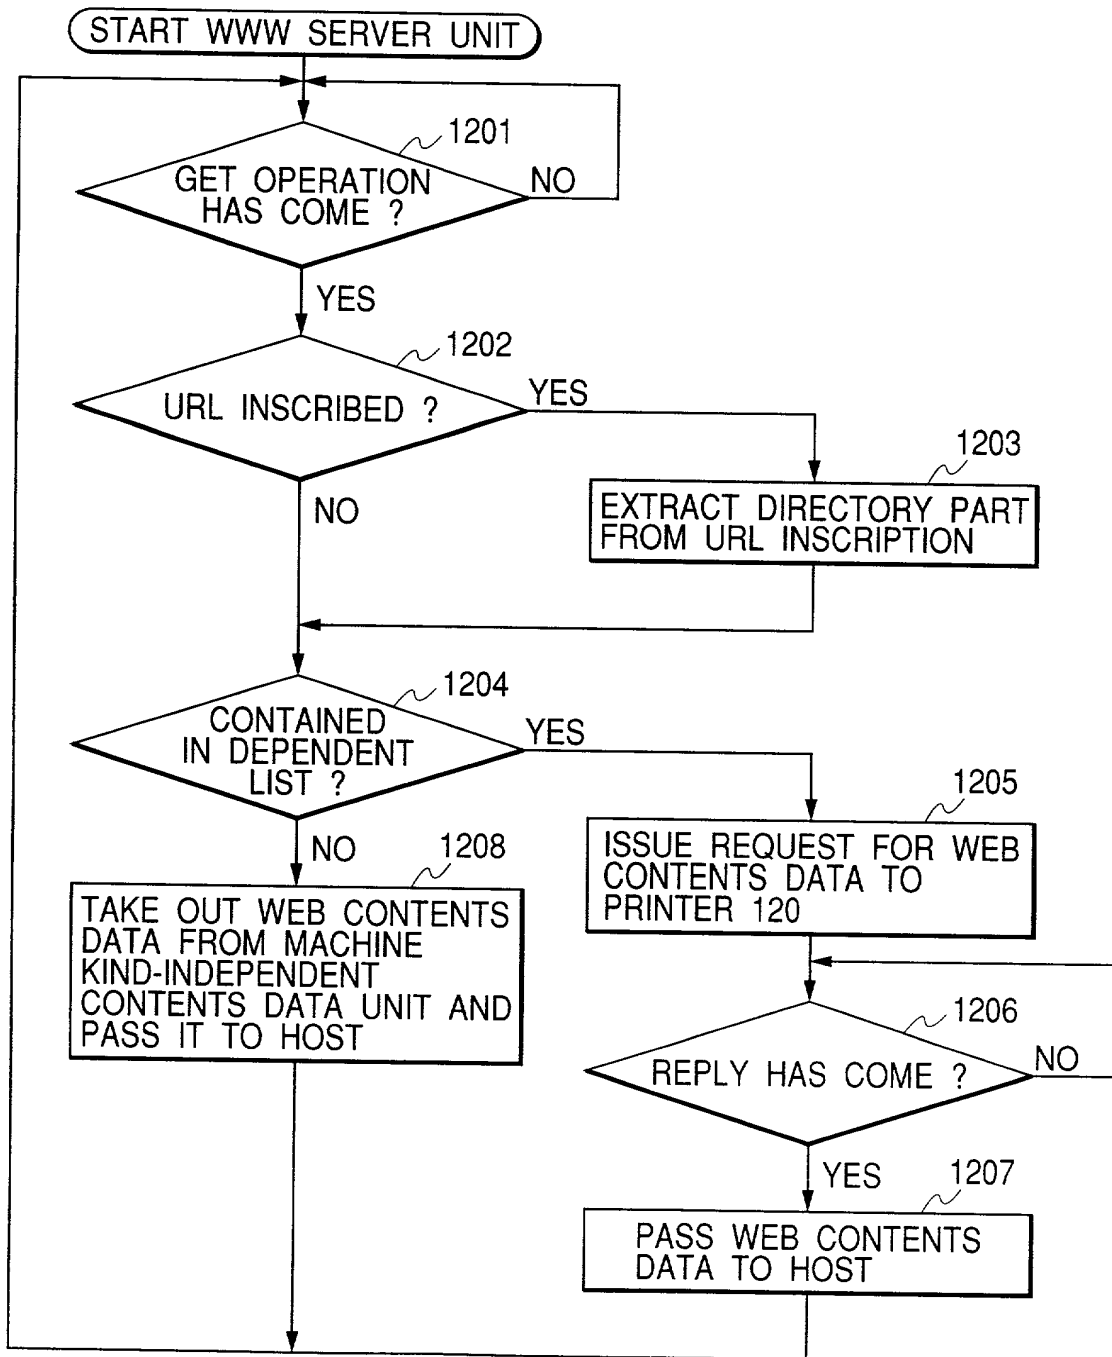 START WWW SERVER UNIT
1201
GET OPERATION
HAS COME ?
NO
YES
1202
URL INSCRIBED ?
YES
NO
1203
EXTRACT DIRECTORY PART
FROM URL INSCRIPTION
1204
CONTAINED
IN DEPENDENT
LIST ?
YES
NO
1205
ISSUE REQUEST FOR WEB
CONTENTS DATA TO
PRINTER 120
1208
TAKE OUT WEB CONTENTS
DATA FROM MACHINE
KIND-INDEPENDENT
CONTENTS DATA UNIT AND
PASS IT TO HOST
1206
REPLY HAS COME ?
NO
YES
1207
PASS WEB CONTENTS
DATA TO HOST